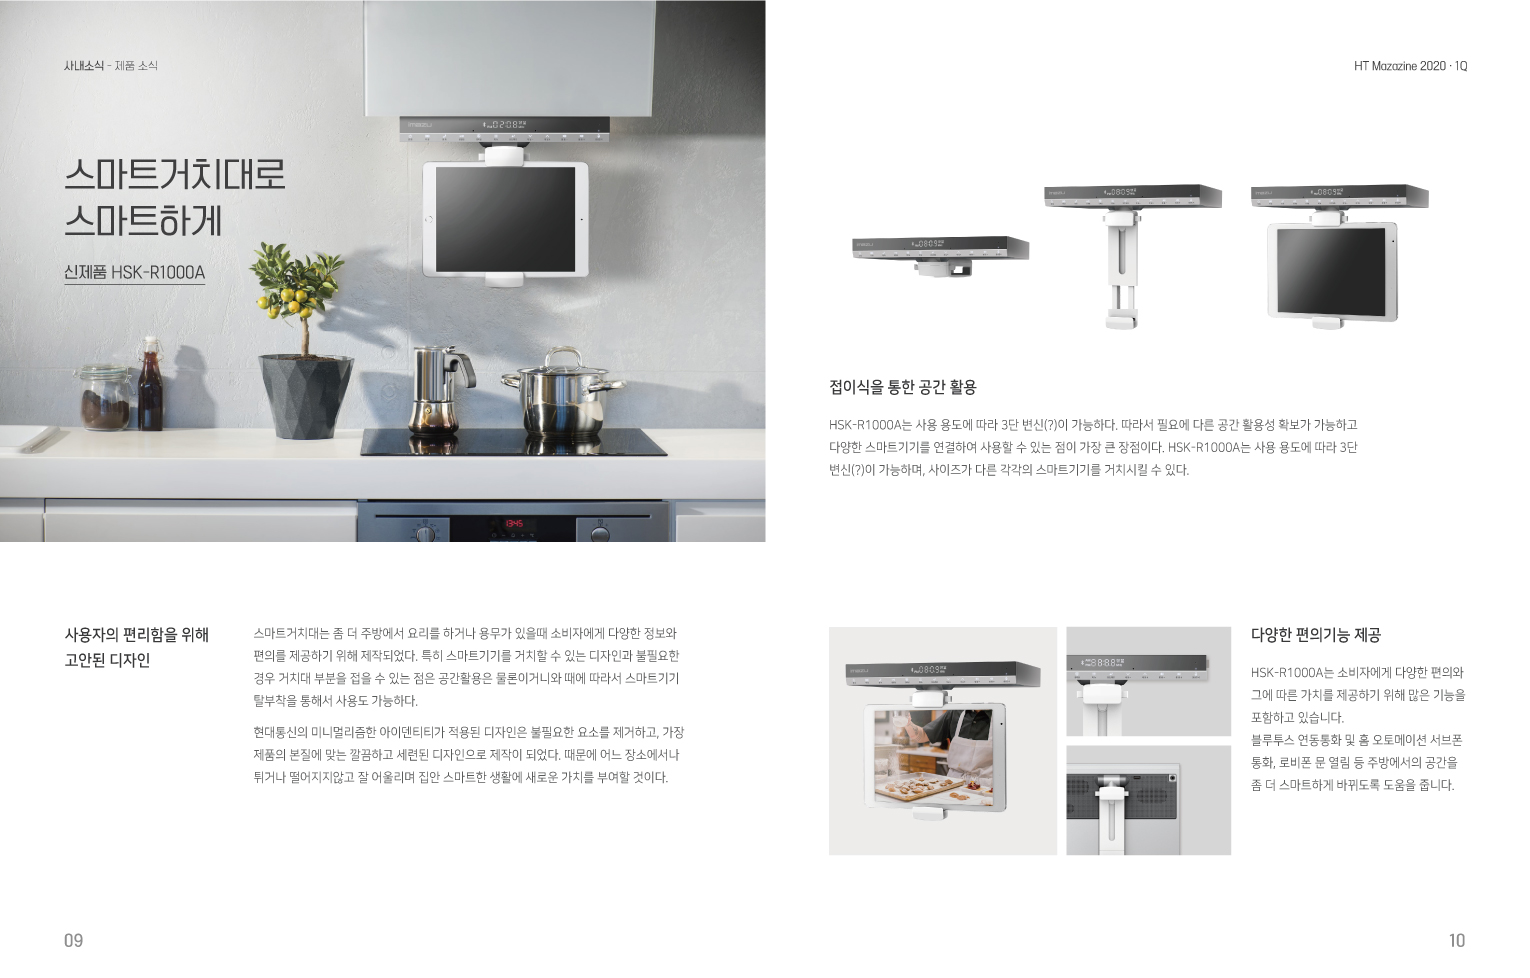 사내소식 - 제품 소식
스마트거치대로
스마트하게
신제품 HSK-R1000A
02:08
1345
사용자의 편리함을 위해
고안된 디자인
스마트거치대는 좀 더 주방에서 요리를 하거나 용무가 있을때 소비자에게 다양한 정보와
편의를 제공하기 위해 제작되었다. 특히 스마트기기를 거치할 수 있는 디자인과 불필요한
경우 거치대 부분을 접을 수 있는 점은 공간활용은 물론이거니와 때에 따라서 스마트기기
탈부착을 통해서 사용도 가능하다.
현대통신의 미니멀리즘한 아이덴티티가 적용된 디자인은 불필요한 요소를 제거하고, 가장
제품의 본질에 맞는 깔끔하고 세련된 디자인으로 제작이 되었다. 때문에 어느 장소에서나
튀거나 떨어지지않고 잘 어울리며 집안 스마트한 생활에 새로운 가치를 부여할 것이다.
09
HT Mazazine 2020 · 1Q
08:09
08:09
08:09
접이식을 통한 공간 활용
HSK-R1000A는 사용 용도에 따라 3단 변신(?)이 가능하다. 따라서 필요에 다른 공간 활용성 확보가 가능하고
다양한 스마트기기를 연결하여 사용할 수 있는 점이 가장 큰 장점이다. HSK-R1000A는 사용 용도에 따라 3단
변신(?)이 가능하며, 사이즈가 다른 각각의 스마트기기를 거치시킬 수 있다.
08:09
88:88
다양한 편의기능 제공
HSK-R1000A는 소비자에게 다양한 편의와
그에 따른 가치를 제공하기 위해 많은 기능을
포함하고 있습니다.
블루투스 연동통화 및 홈 오토메이션 서브폰
통화, 로비폰 문 열림 등 주방에서의 공간을
좀 더 스마트하게 바뀌도록 도움을 줍니다.
10